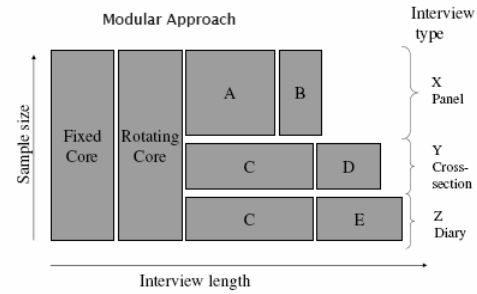 Modular Approach
Interview
type
Sample size
Fixed
Core
Rotating
Core
A
B
X
Panel
C
D
Y
Cross-
section
C
E
Z
Diary
Interview length